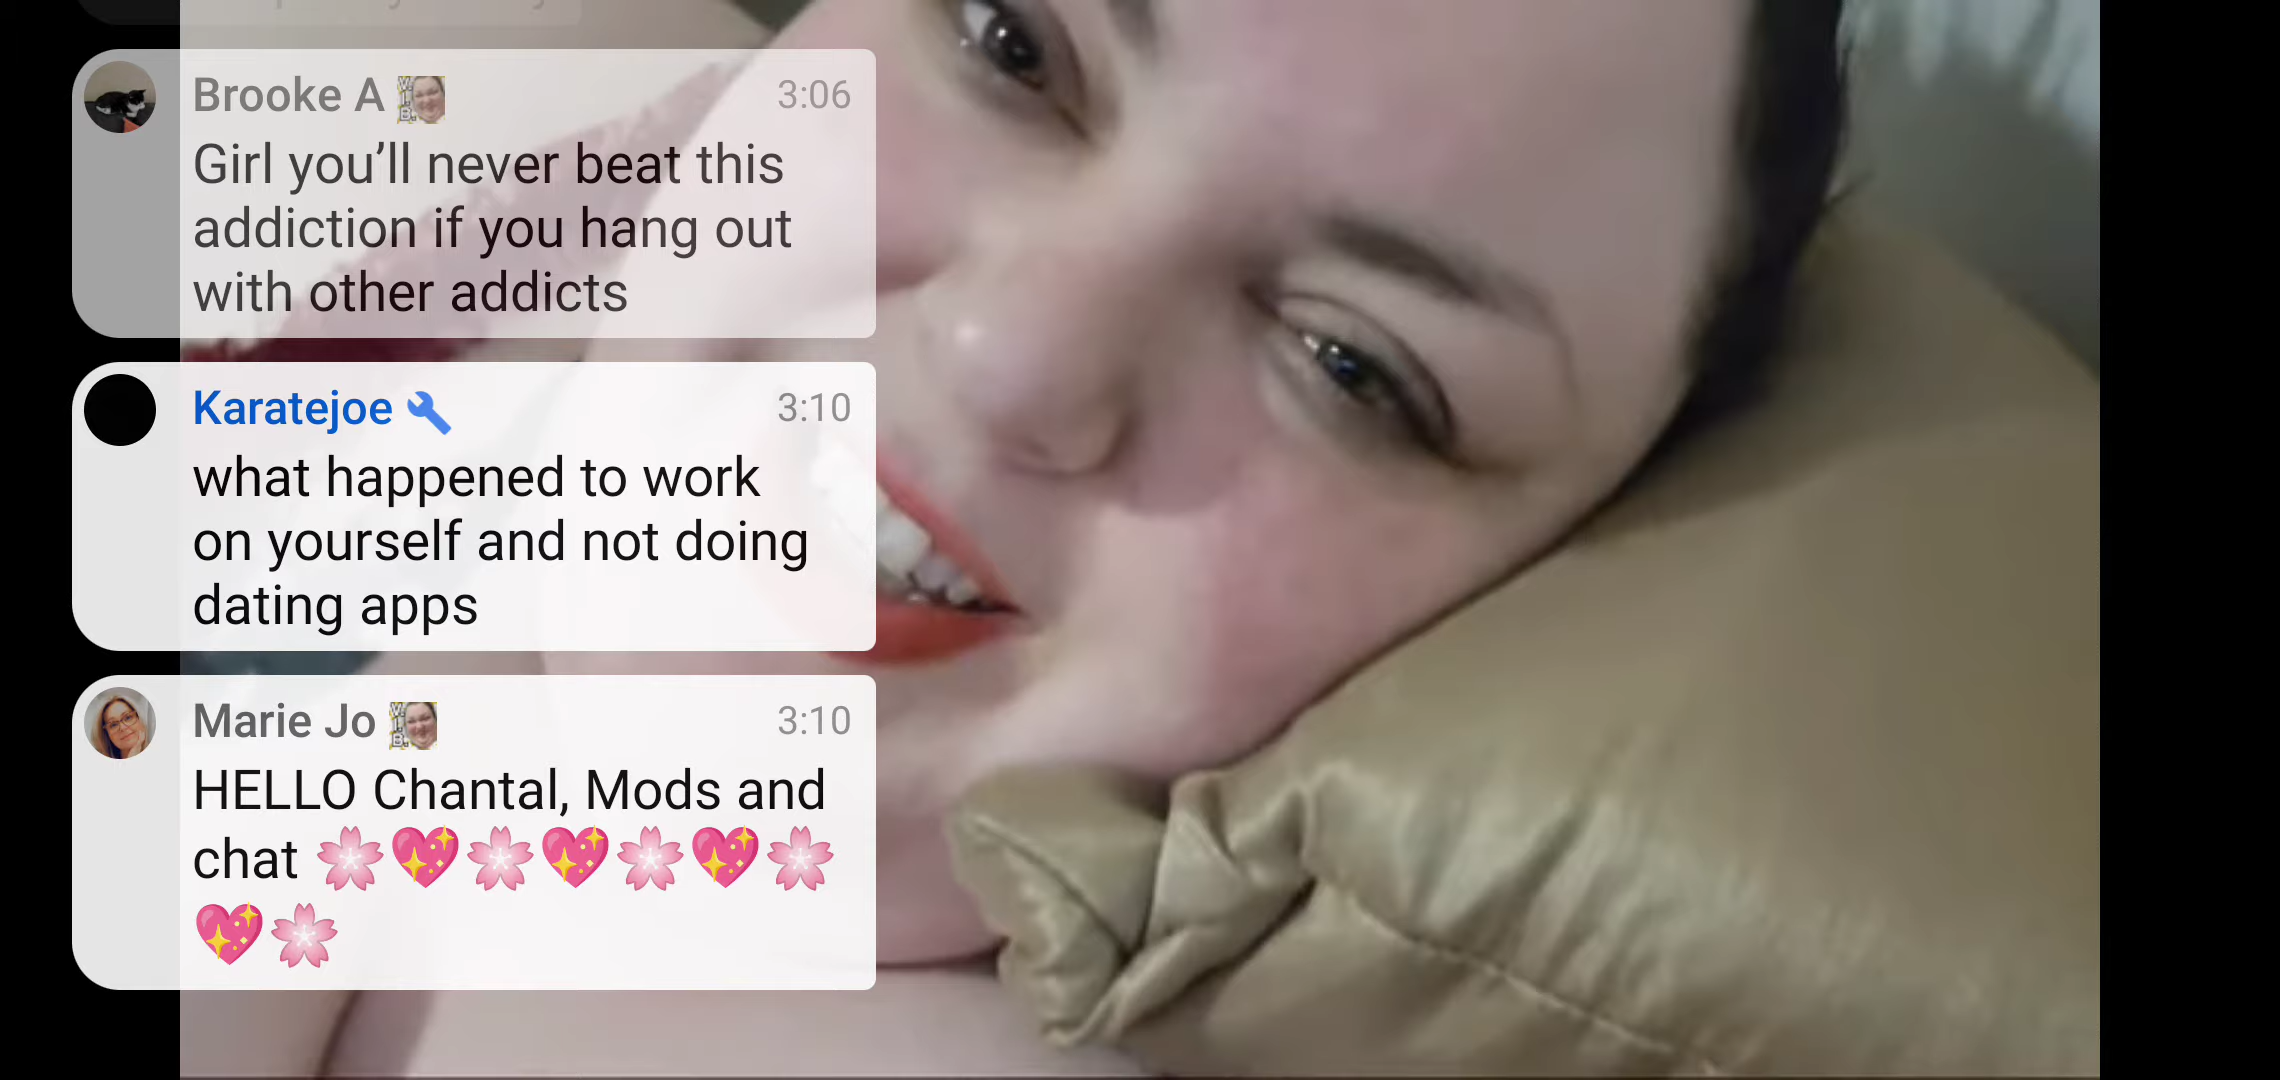 Brooke A 3:06
Girl you’ll never beat this
addiction if you hang out
with other addicts
Karatejoe 🔧 3:10
what happened to work
on yourself and not doing
dating apps
Marie Jo 3:10
HELLO Chantal, Mods and
chat 🌸💖🌸💖🌸💖🌸
💖🌸